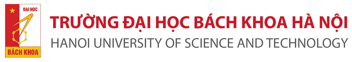 ĐẠI HỌC
BÁCH KHOA
TRƯỜNG ĐẠI HỌC BÁCH KHOA HÀ NỘI
HANOI UNIVERSITY OF SCIENCE AND TECHNOLOGY